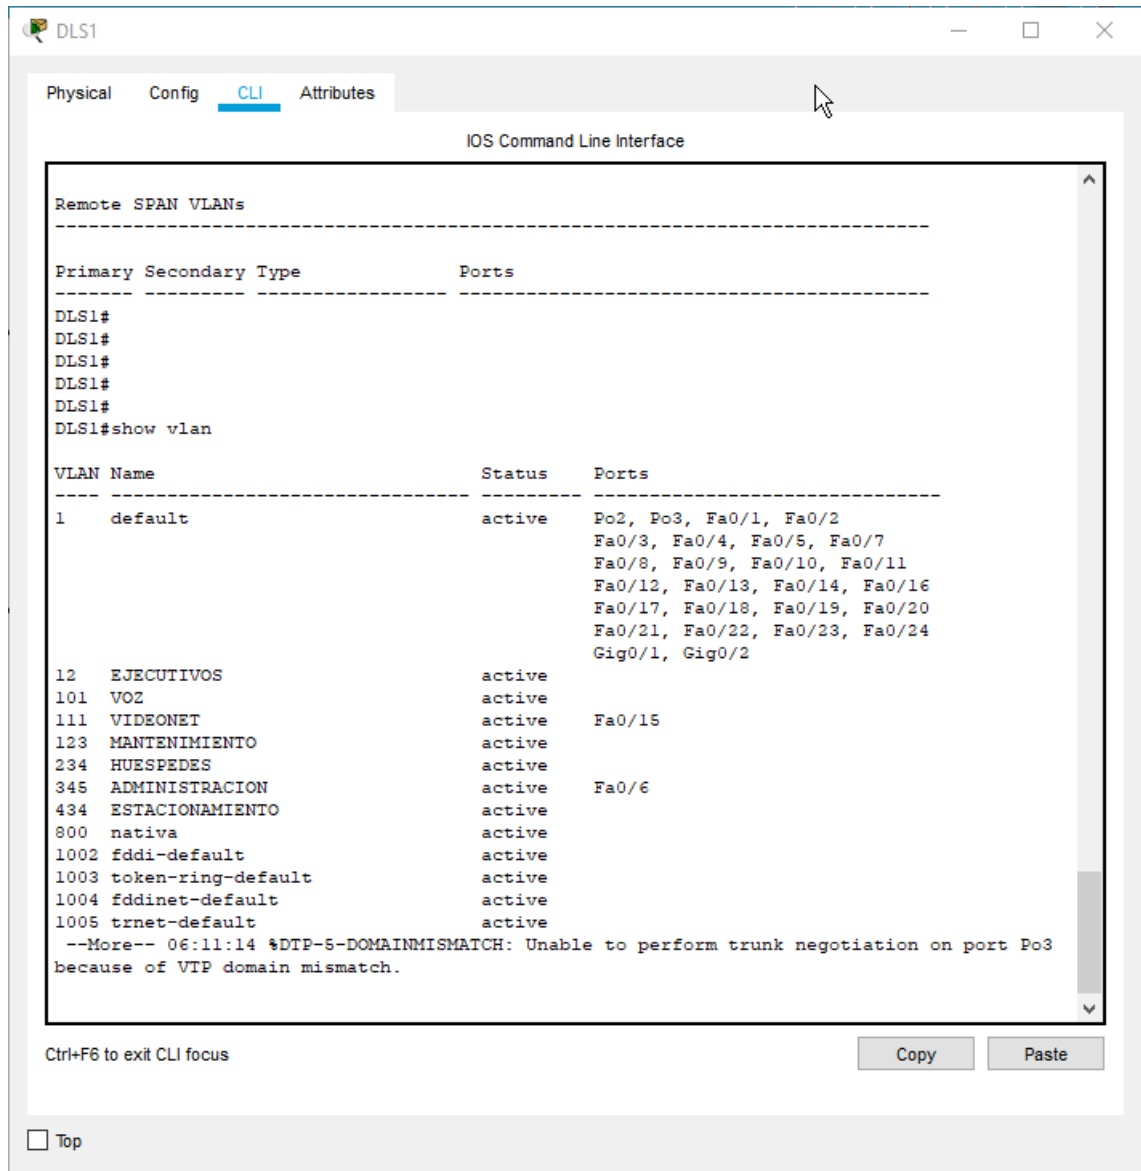 DLS1
Physical Config CLI Attributes
IOS Command Line Interface
Remote SPAN VLANs
------------------------------------------------------------------------------
Primary Secondary Type              Ports
------- --------- ----------------- ------------------------------------------
DLS1#
DLS1#
DLS1#
DLS1#
DLS1#
DLS1#show vlan
VLAN Name                             Status    Ports
---- -------------------------------- --------- -------------------------------
1    default                          active    Po2, Po3, Fa0/1, Fa0/2
                                                Fa0/3, Fa0/4, Fa0/5, Fa0/7
                                                Fa0/8, Fa0/9, Fa0/10, Fa0/11
                                                Fa0/12, Fa0/13, Fa0/14, Fa0/16
                                                Fa0/17, Fa0/18, Fa0/19, Fa0/20
                                                Fa0/21, Fa0/22, Fa0/23, Fa0/24
                                                Gig0/1, Gig0/2
12   EJECUTIVOS                       active
101  VOZ                              active
111  VIDEONET                         active    Fa0/15
123  MANTENIMIENTO                    active
234  HUESPEDES                        active
345  ADMINISTRACION                   active    Fa0/6
434  ESTACIONAMIENTO                  active
800  nativa                           active
1002 fddi-default                     active
1003 token-ring-default               active
1004 fddinet-default                  active
1005 trnet-default                    active
 --More-- 06:11:14 %DTP-5-DOMAINMISMATCH: Unable to perform trunk negotiation on port Po3
because of VTP domain mismatch.
Ctrl+F6 to exit CLI focus
Copy Paste
Top